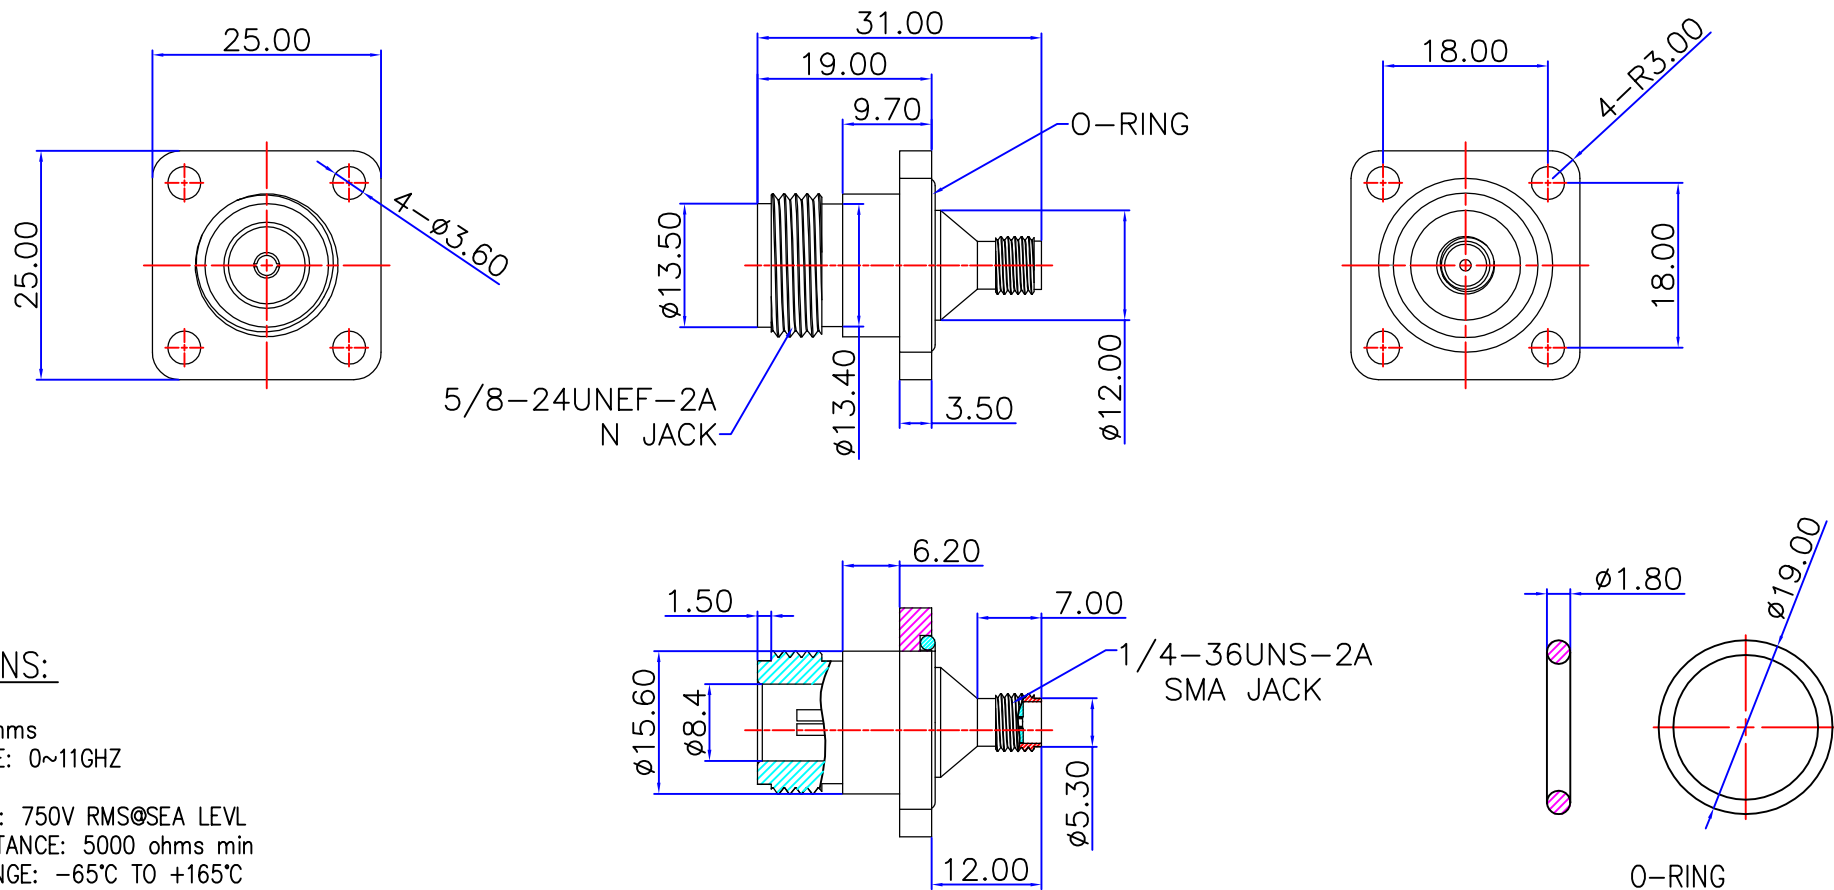 25.00
25.00
4-ø3.60
31.00
19.00
9.70
O-RING
ø13.50
5/8-24UNEF-2A
N JACK
ø13.40
3.50
ø12.00
18.00
4-R3.00
18.00
6.20
1.50
7.00
1/4-36UNS-2A
SMA JACK
ø15.60
ø8.4
ø5.30
12.00
ø1.80
ø19.00
O-RING
NS:
hms
E: 0~11GHZ
: 750V RMS@SEA LEVL
TANCE: 5000 ohms min
NGE: -65°C TO +165°C